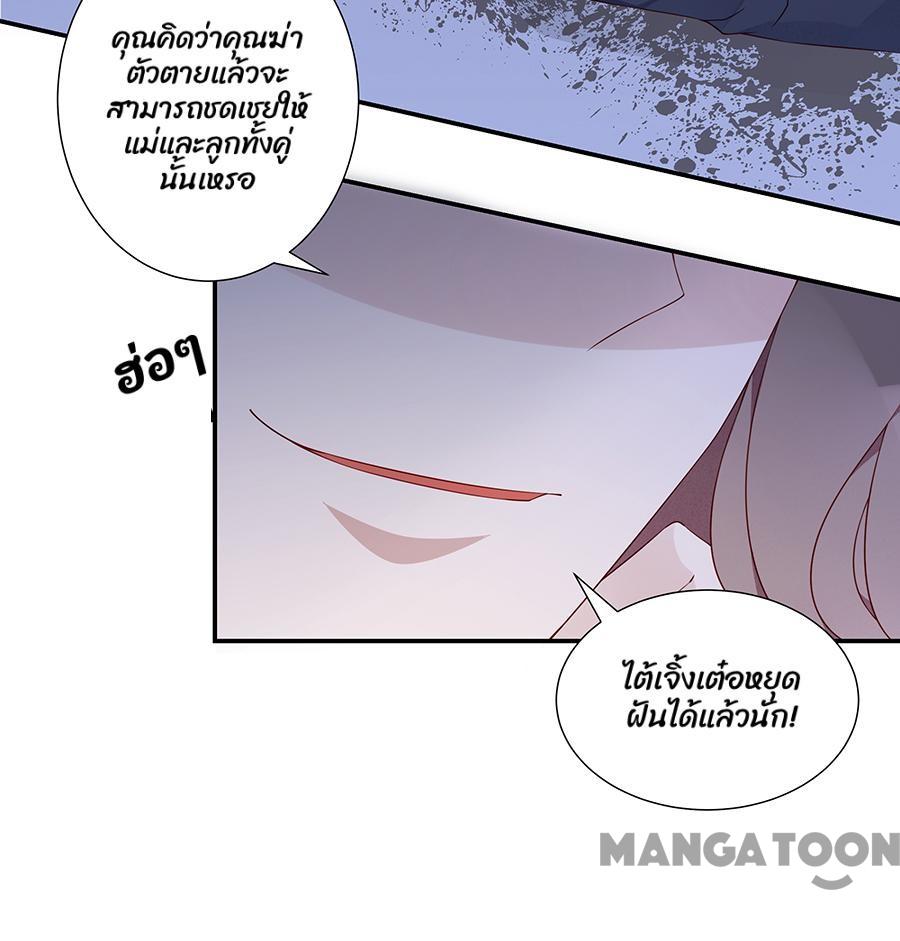 คุณคิดว่าคุณฆ่า
ตัวตายแล้วจะ
สามารถชดเชยให้
แม่และลูกทั้งคู่
นั้นเหรอ
ฮ่อๆ
ไต้เจิ้งเต๋อหยุด
ฝันได้แล้วนัก!
MANGATOON